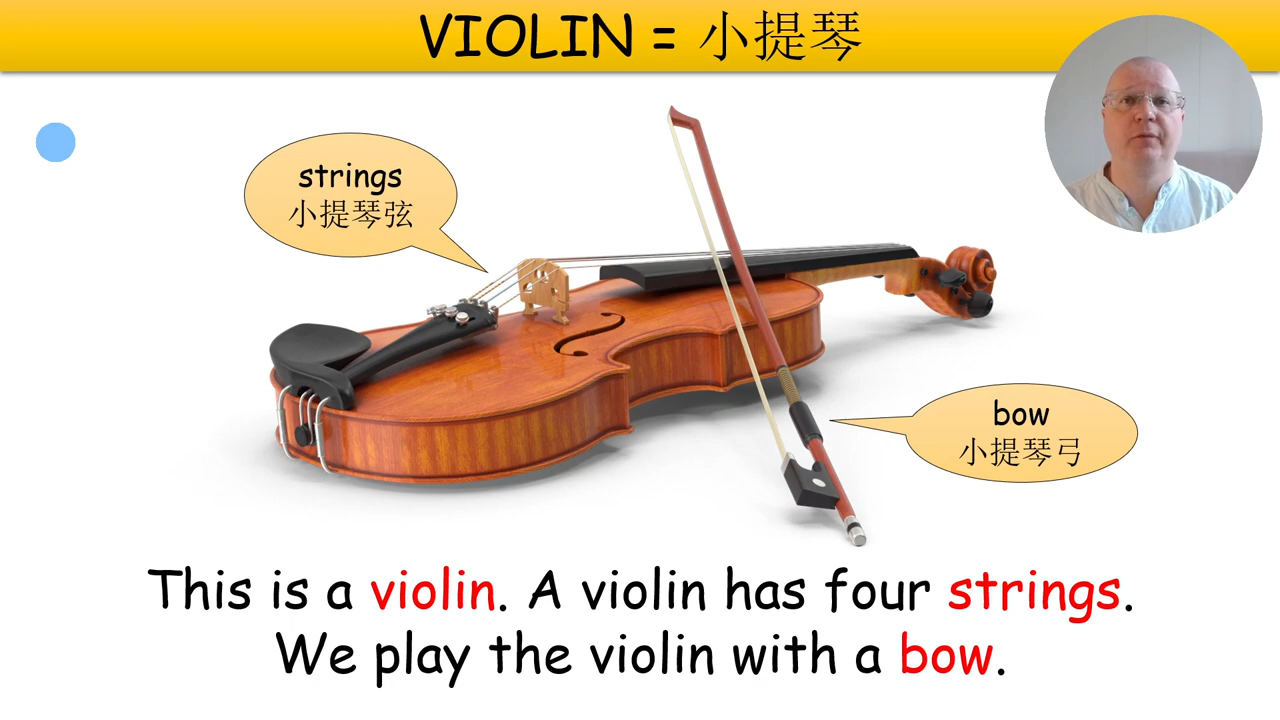 VIOLIN = 小提琴
strings
小提琴弦
bow
小提琴弓
This is a violin. A violin has four strings.
We play the violin with a bow.